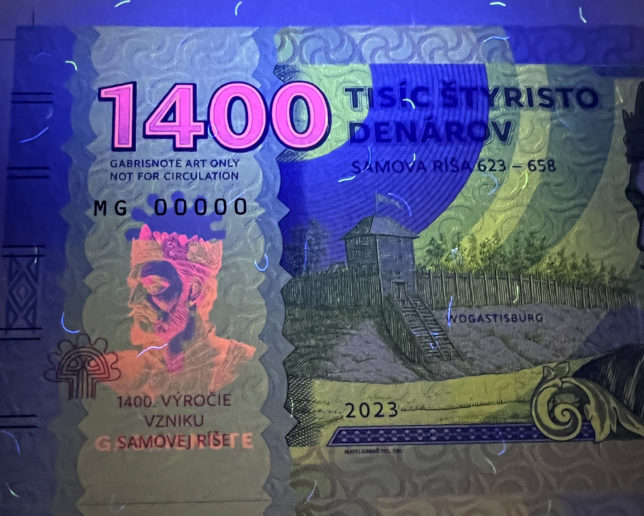 1400
TISÍC ŠTYRISTO
DENÁROV
SAMOVA RÍŠA 623 – 658
GABRISNOTE ART ONLY
NOT FOR CIRCULATION
MG 00000
WOGASTISBURG
1400. VÝROČIE
VZNIKU
SAMOVEJ RÍŠE
2023